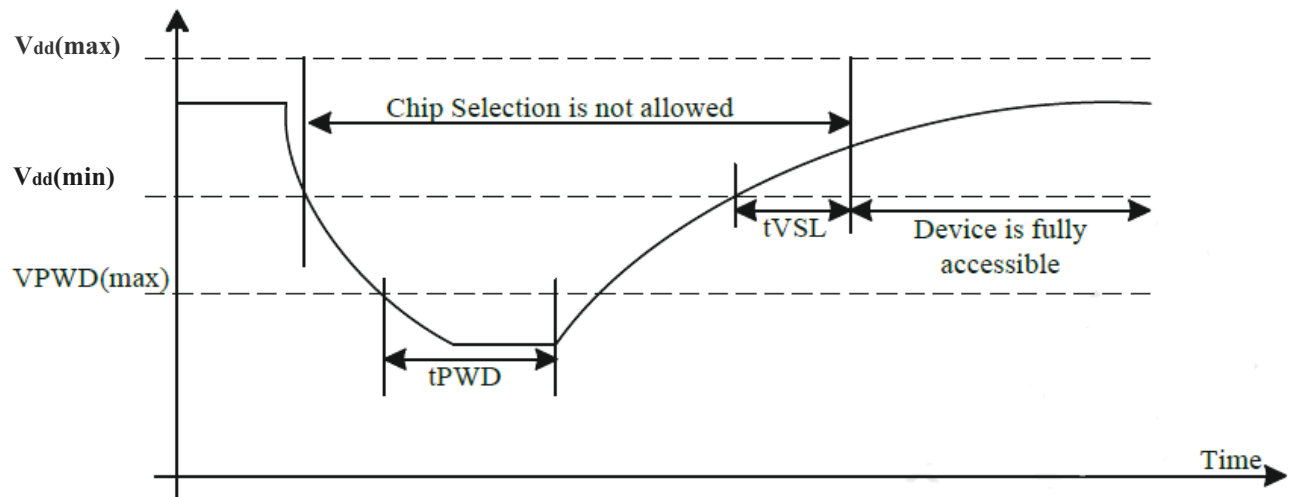 Vdd(max)
Chip Selection is not allowed
Vdd(min)
tVSL
Device is fully
accessible
VPWD(max)
tPWD
Time